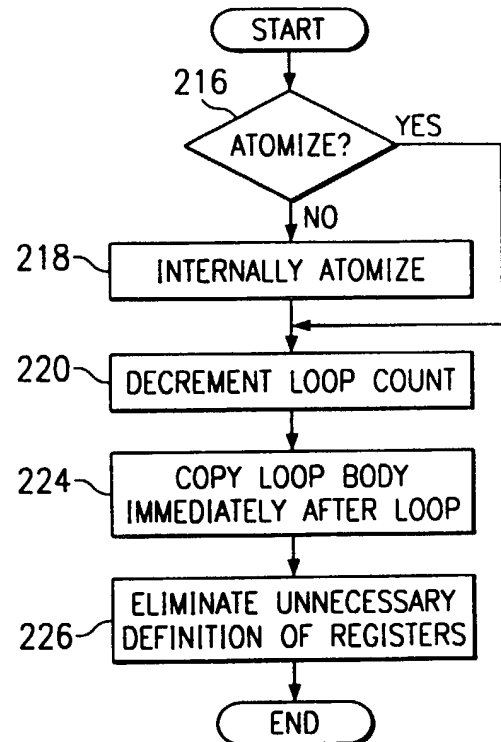 START
216
ATOMIZE?
YES
NO
218
INTERNALLY ATOMIZE
220
DECREMENT LOOP COUNT
224
COPY LOOP BODY
IMMEDIATELY AFTER LOOP
226
ELIMINATE UNNECESSARY
DEFINITION OF REGISTERS
END